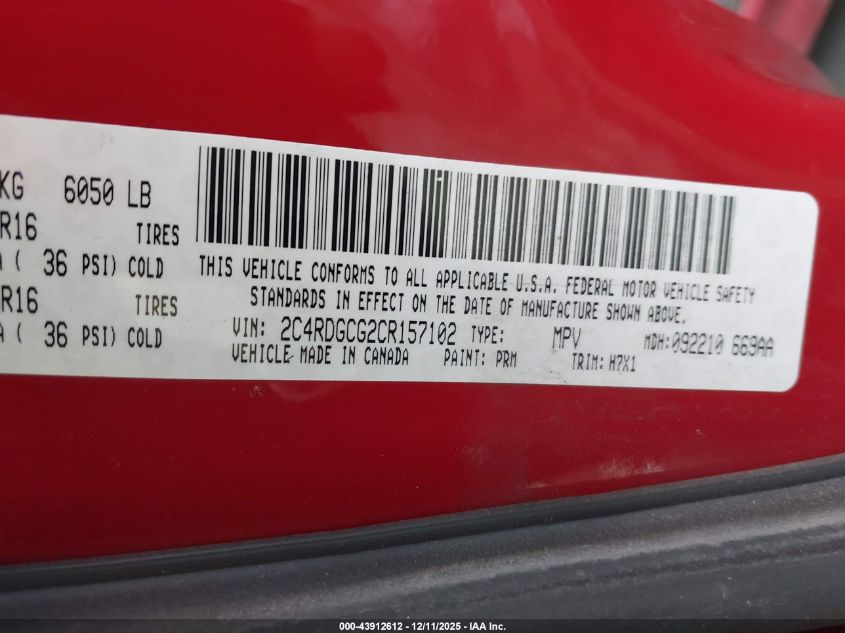 KG 6050 LB
R16 TIRES
( 36 PSI) COLD
R16 TIRES
( 36 PSI) COLD
H
THIS VEHICLE CONFORMS TO ALL APPLICABLE U.S.A. FEDERAL MOTOR VEHICLE SAFETY
STANDARDS IN EFFECT ON THE DATE OF MANUFACTURE SHOWN ABOVE.
VIN: 2C4RDGCG2CR157102 TYPE: MPV MDH:092210 669AA
VEHICLE MADE IN CANADA PAINT: PRM TRIM: H7X1
000-43912612 - 12/11/2025 - IAA Inc.